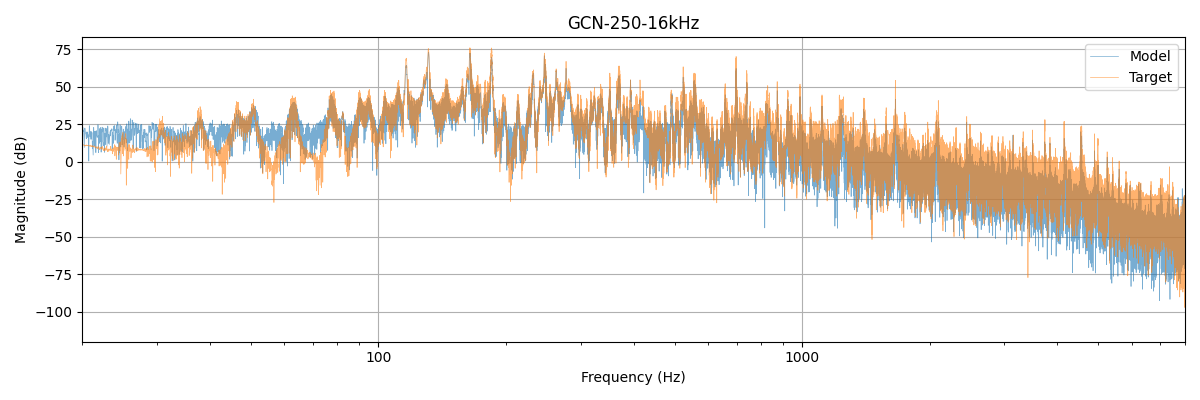 GCN-250-16kHz
Model
Target
75
50
25
0
−25
−50
−75
−100
Magnitude (dB)
100
1000
Frequency (Hz)